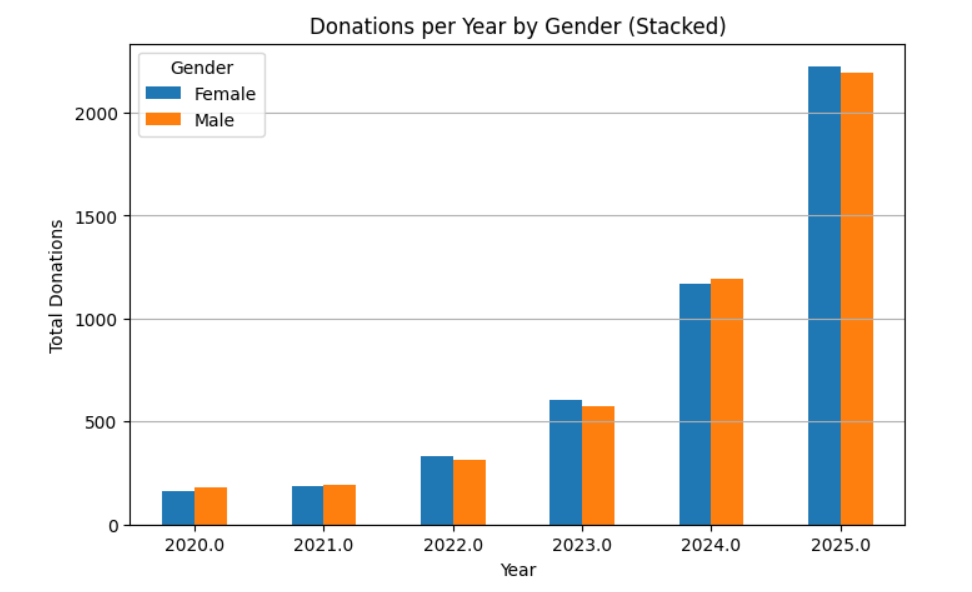 Donations per Year by Gender (Stacked)
Gender
Female
Male
2000
1500
1000
500
0
Total Donations
2020.0 2021.0 2022.0 2023.0 2024.0 2025.0
Year